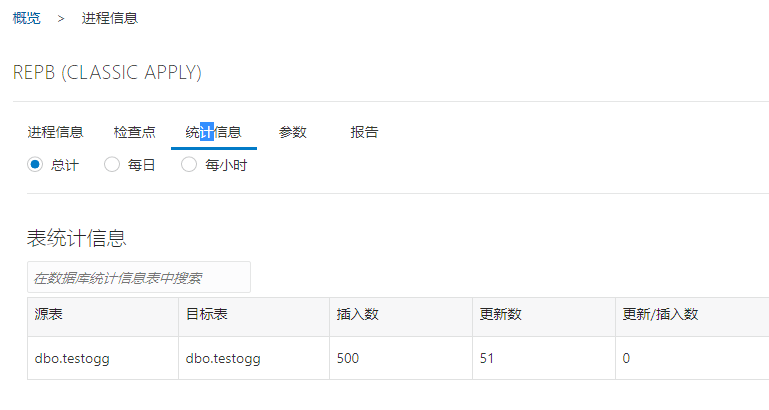 概览 > 进程信息
REPB (CLASSIC APPLY)
进程信息 检查点 统计信息 参数 报告
总计 每日 每小时
表统计信息
在数据库统计信息表中搜索
源表 目标表 插入数 更新数 更新/插入数
dbo.testogg dbo.testogg 500 51 0